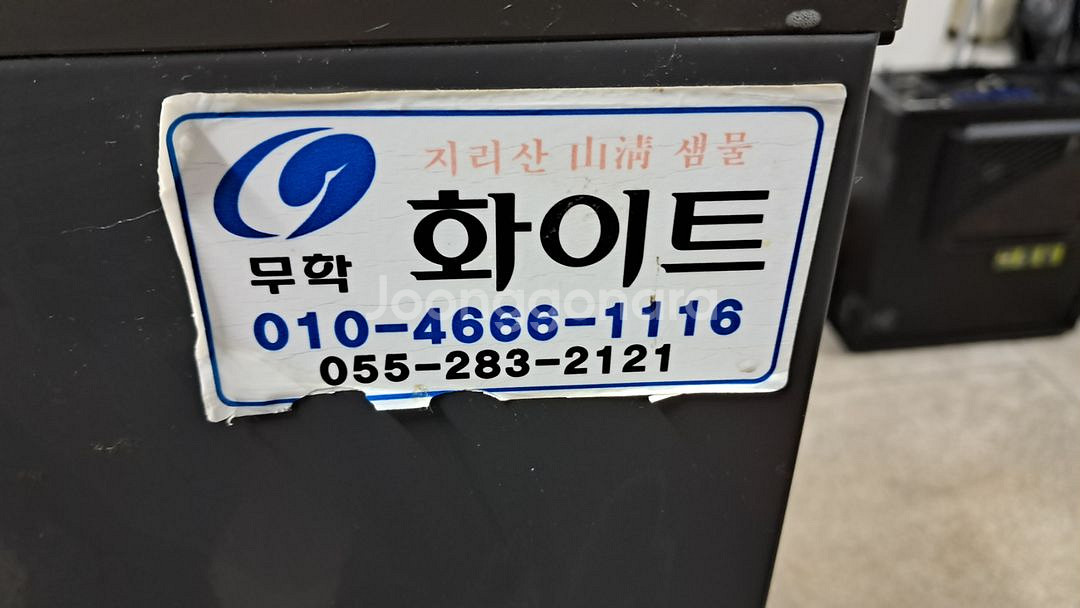 지리산 山淸 샘물
화이트
무학
Joonggonara
010-4666-1116
055-283-2121